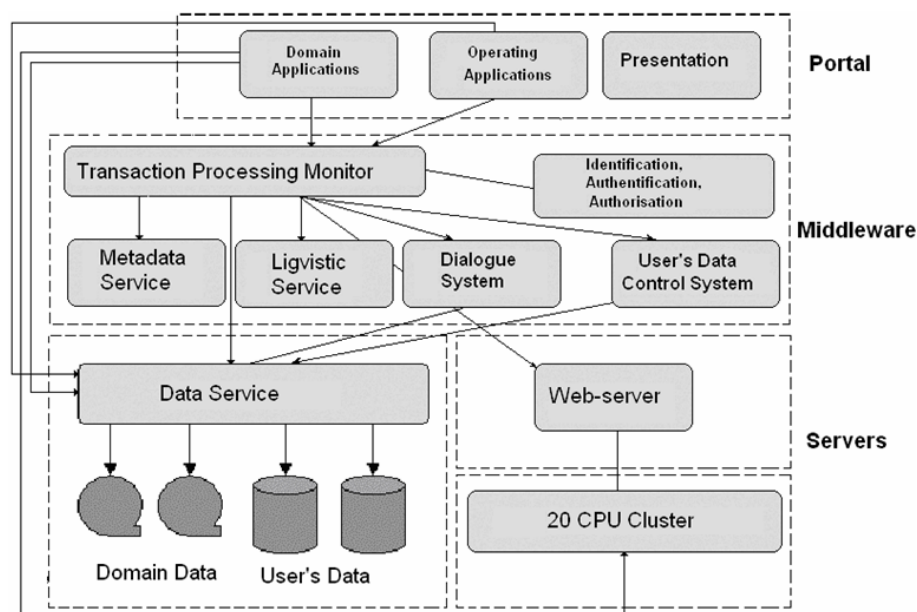 Domain
Applications
Operating
Applications
Presentation
Portal
Transaction Processing Monitor
Identification,
Authentification,
Authorisation
Middleware
Metadata
Service
Ligvistic
Service
Dialogue
System
User's Data
Control System
Data Service
Web-server
Servers
20 CPU Cluster
Domain Data
User's Data